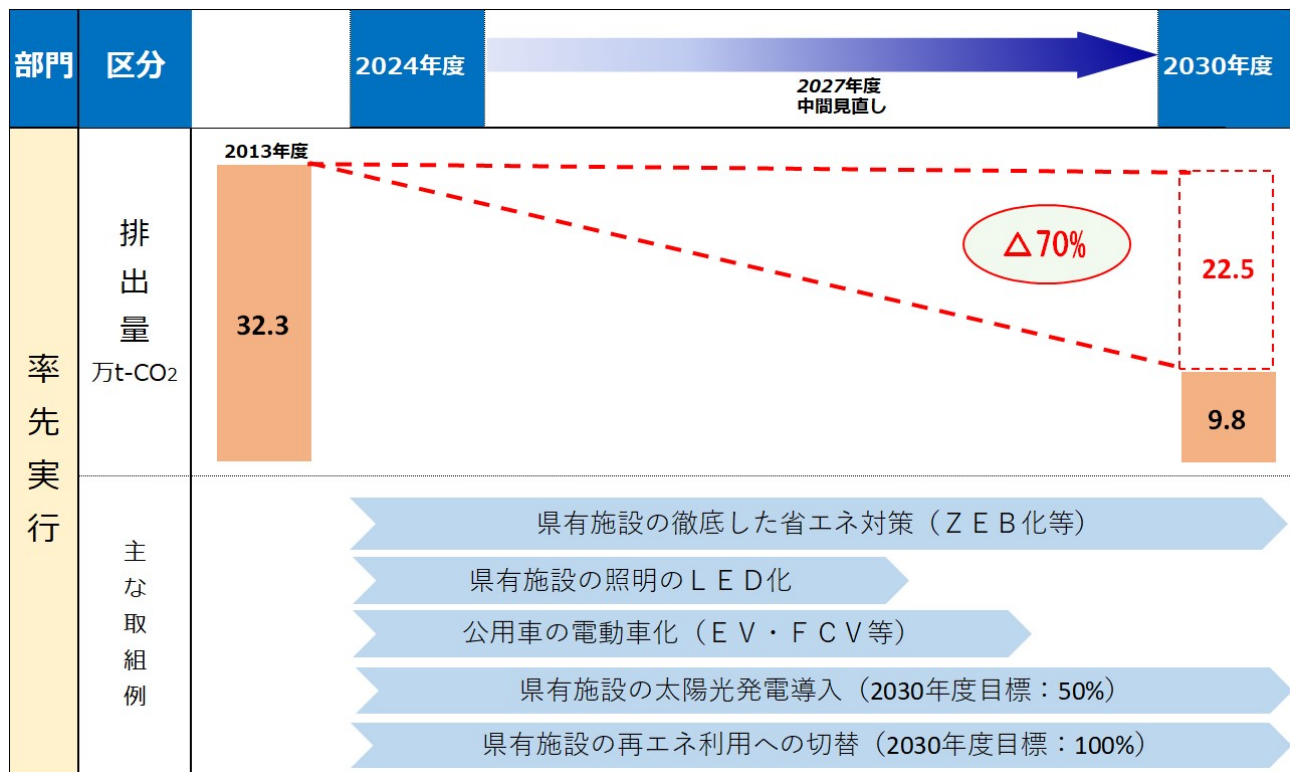 部門
区分
2024年度
2030年度
2027年度
中間見直し
率先実行
排出量
万t-CO2
2013年度
32.3
△70%
22.5
9.8
主な取組例
県有施設の徹底した省エネ対策（ＺＥＢ化等）
県有施設の照明のＬＥＤ化
公用車の電動車化（ＥＶ・ＦＣＶ等）
県有施設の太陽光発電導入（2030年度目標：50%）
県有施設の再エネ利用への切替（2030年度目標：100%）